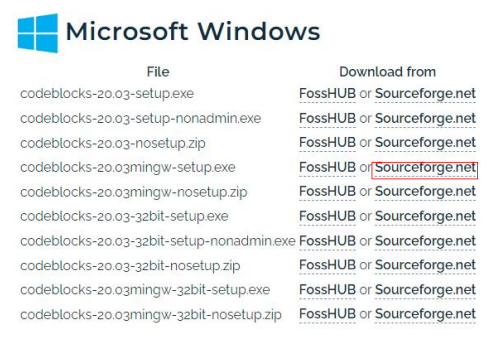 Microsoft Windows
File Download from
codeblocks-20.03-setup.exe FossHUB or Sourceforge.net
codeblocks-20.03-setup-nonadmin.exe FossHUB or Sourceforge.net
codeblocks-20.03-nosetup.zip FossHUB or Sourceforge.net
codeblocks-20.03mingw-setup.exe FossHUB or Sourceforge.net
codeblocks-20.03mingw-nosetup.zip FossHUB or Sourceforge.net
codeblocks-20.03-32bit-setup.exe FossHUB or Sourceforge.net
codeblocks-20.03-32bit-setup-nonadmin.exe FossHUB or Sourceforge.net
codeblocks-20.03-32bit-nosetup.zip FossHUB or Sourceforge.net
codeblocks-20.03mingw-32bit-setup.exe FossHUB or Sourceforge.net
codeblocks-20.03mingw-32bit-nosetup.zip FossHUB or Sourceforge.net